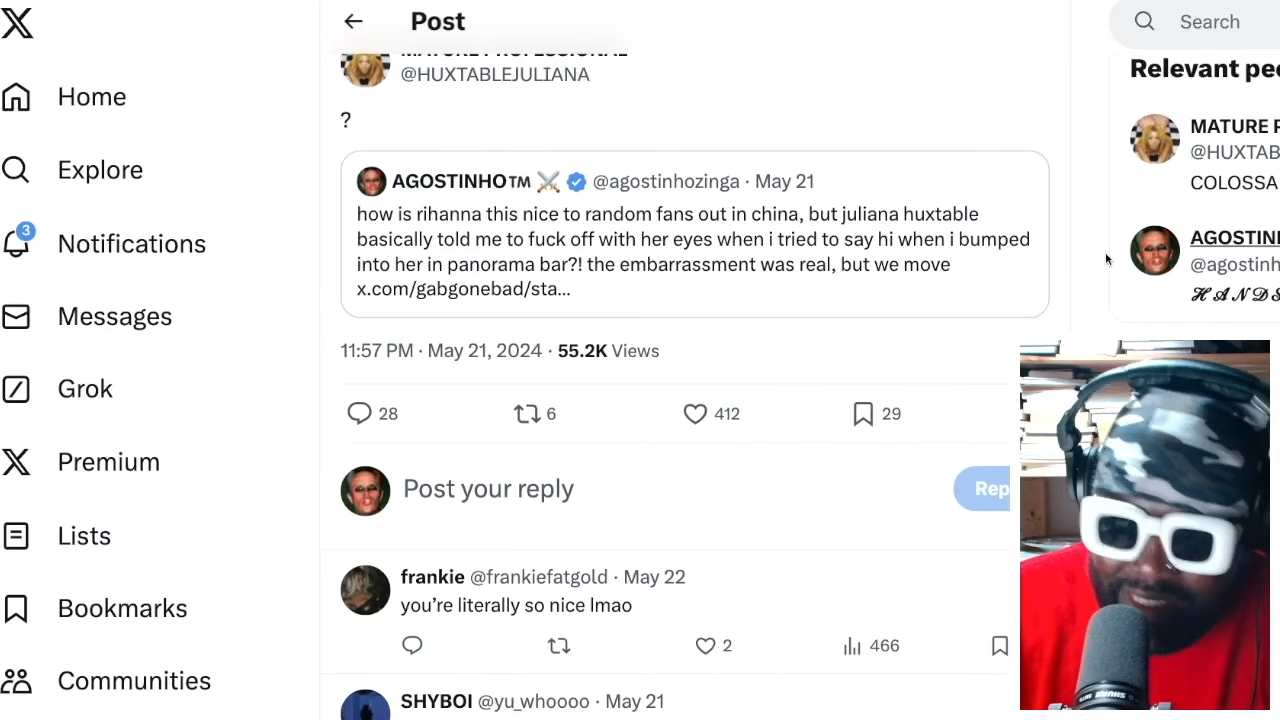 Post
Search
Home
Explore
3
Notifications
Messages
Grok
Premium
Lists
Bookmarks
Communities
MATURE PROFESSIONAL
@HUXTABLEJULIANA
?
AGOSTINHO™ ⚔️ @agostinhozinga · May 21
how is rihanna this nice to random fans out in china, but juliana huxtable
basically told me to fuck off with her eyes when i tried to say hi when i bumped
into her in panorama bar?! the embarrassment was real, but we move
x.com/gabgonebad/sta...
11:57 PM · May 21, 2024 · 55.2K Views
28 6 412 29
Post your reply
Rep
frankie @frankiefatgold · May 22
you’re literally so nice lmao
2 466
SHYBOI @yu_whoooo · May 21
Relevant peo
MATURE P
@HUXTAB
COLOSSA
AGOSTINH
@agostinh
𝓗 𝓐 𝓝 𝓓 𝓢
SHURE